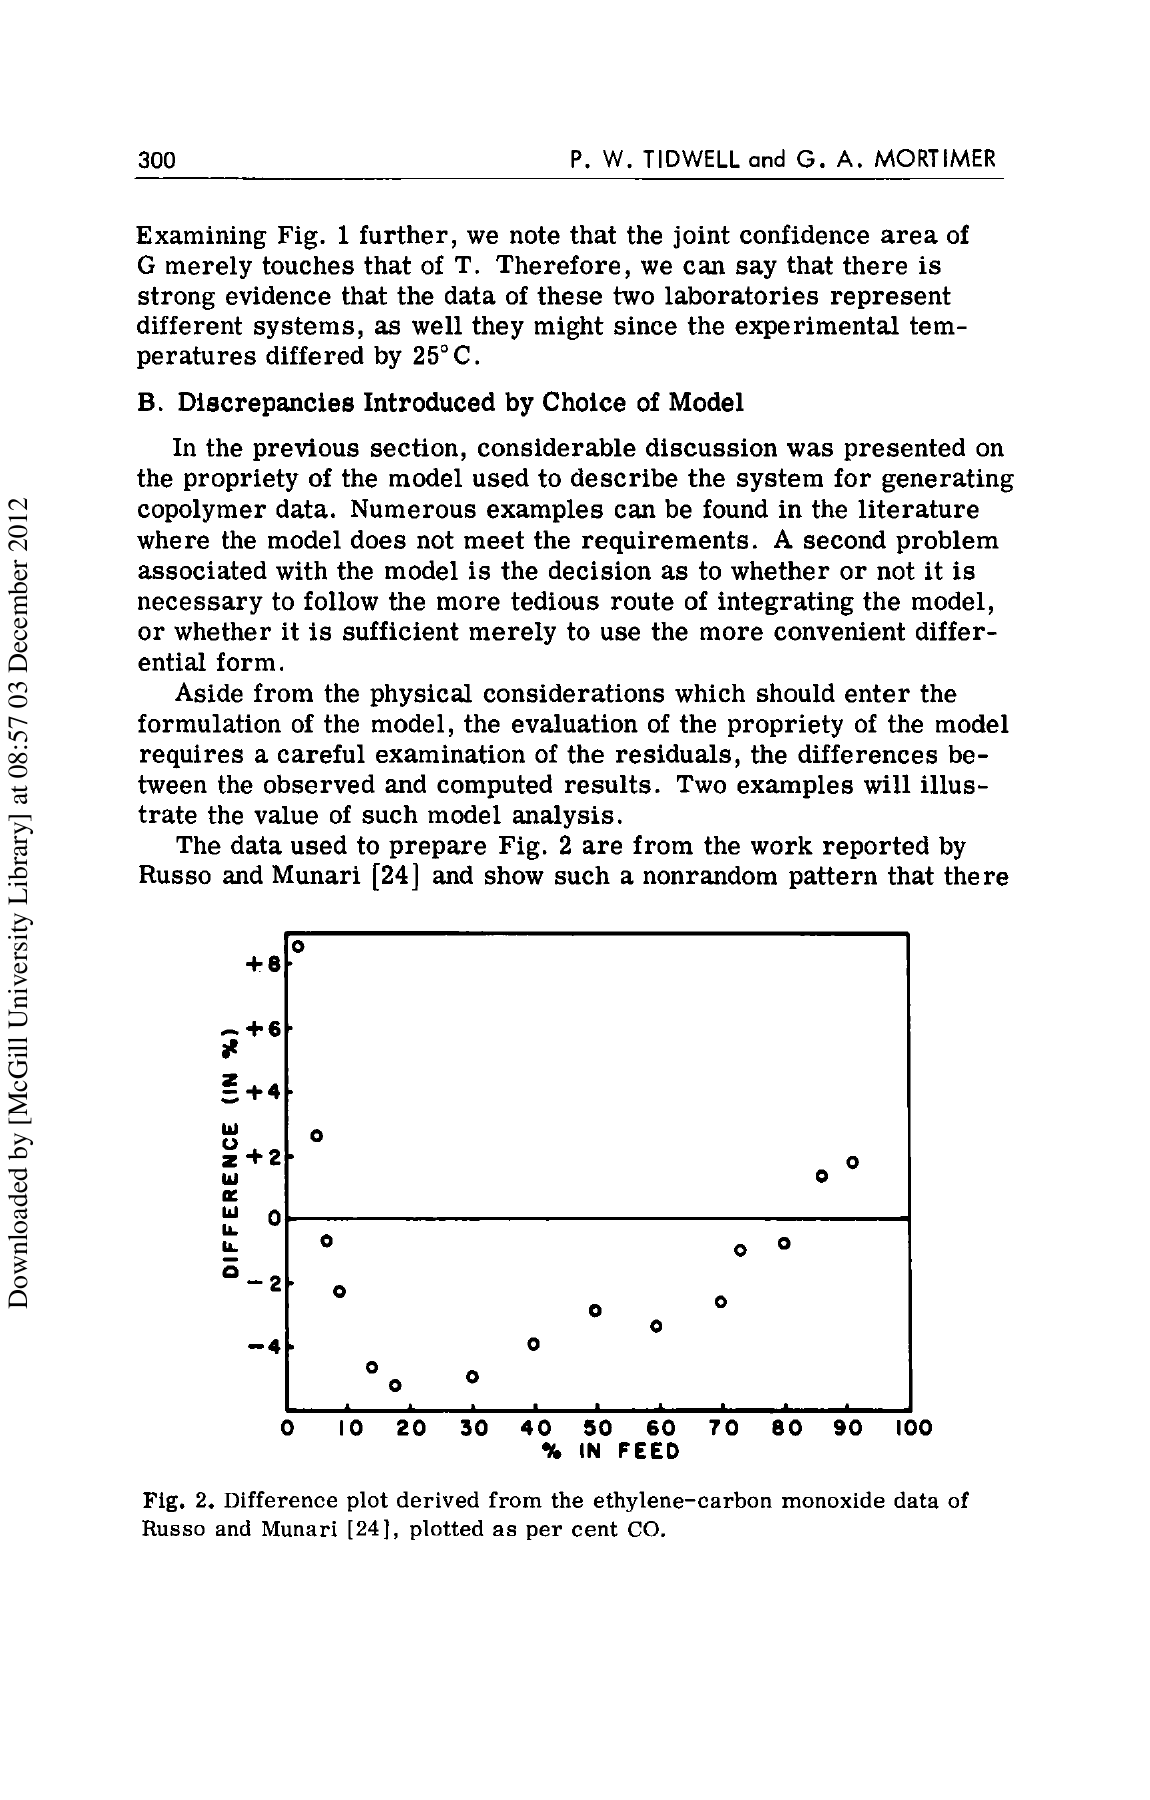 300 P. W. TIDWELL and G. A. MORTIMER
Examining Fig. 1 further, we note that the joint confidence area of
G merely touches that of T. Therefore, we can say that there is
strong evidence that the data of these two laboratories represent
different systems, as well they might since the experimental tem-
peratures differed by 25°C.
B. Discrepancies Introduced by Choice of Model
In the previous section, considerable discussion was presented on
the propriety of the model used to describe the system for generating
copolymer data. Numerous examples can be found in the literature
where the model does not meet the requirements. A second problem
associated with the model is the decision as to whether or not it is
necessary to follow the more tedious route of integrating the model,
or whether it is sufficient merely to use the more convenient differ-
ential form.
Aside from the physical considerations which should enter the
formulation of the model, the evaluation of the propriety of the model
requires a careful examination of the residuals, the differences be-
tween the observed and computed results. Two examples will illus-
trate the value of such model analysis.
The data used to prepare Fig. 2 are from the work reported by
Russo and Munari [24] and show such a nonrandom pattern that there
DIFFERENCE (IN %)
+8
+6
+4
+2
0
-2
-4
0 10 20 30 40 50 60 70 80 90 100
% IN FEED
Fig. 2. Difference plot derived from the ethylene-carbon monoxide data of
Russo and Munari [24], plotted as per cent CO.
Downloaded by [McGill University Library] at 08:57 03 December 2012